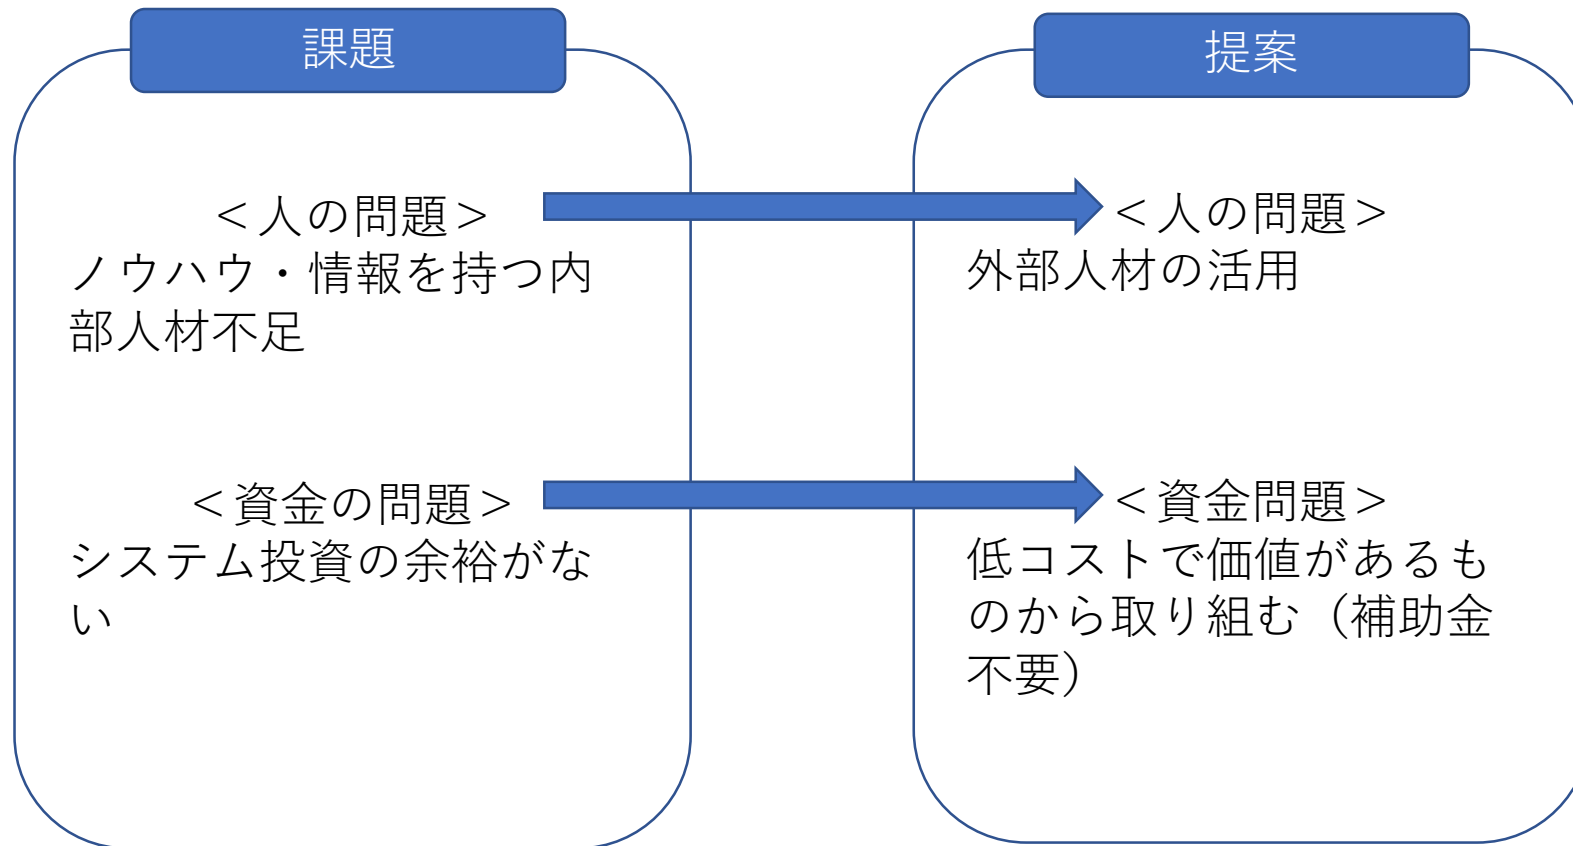 課題
＜人の問題＞
ノウハウ・情報を持つ内
部人材不足
＜資金の問題＞
システム投資の余裕がな
い
提案
＜人の問題＞
外部人材の活用
＜資金問題＞
低コストで価値があるも
のから取り組む（補助金
不要）